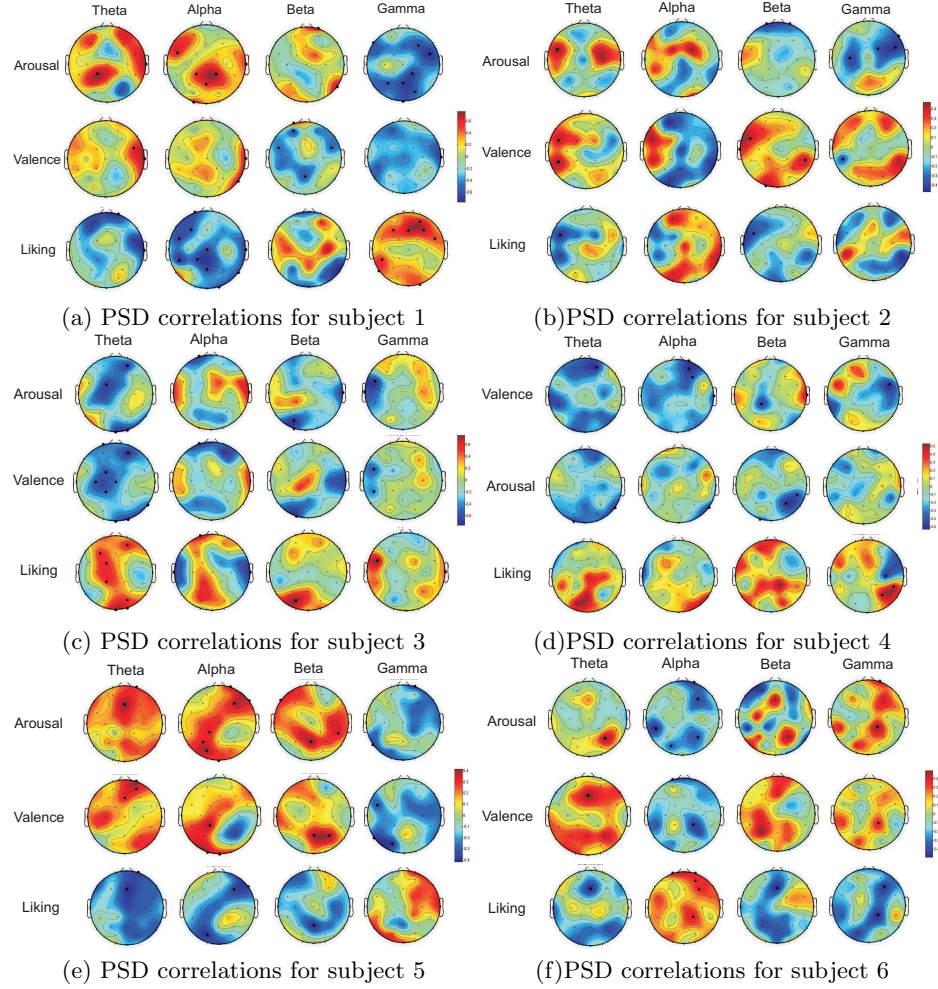 Theta Alpha Beta Gamma
Arousal
Valence
Liking
(a) PSD correlations for subject 1
Theta Alpha Beta Gamma
Arousal
Valence
Liking
(b)PSD correlations for subject 2
Theta Alpha Beta Gamma
Arousal
Valence
Liking
(c) PSD correlations for subject 3
Theta Alpha Beta Gamma
Valence
Arousal
Liking
(d)PSD correlations for subject 4
Theta Alpha Beta Gamma
Arousal
Valence
Liking
(e) PSD correlations for subject 5
Theta Alpha Beta Gamma
Arousal
Valence
Liking
(f)PSD correlations for subject 6